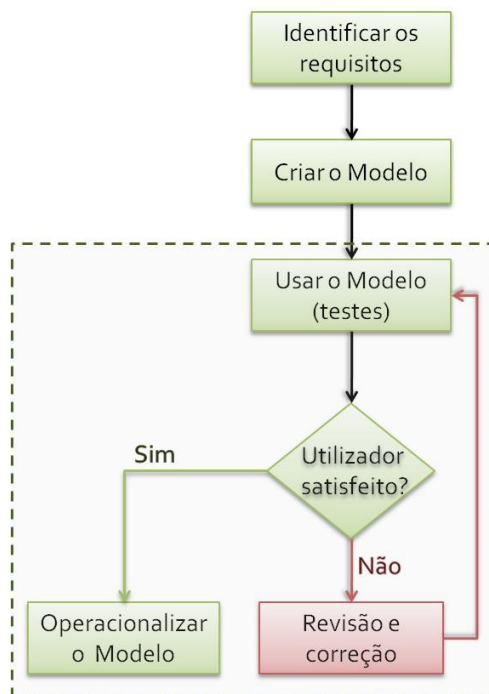 Identificar os
requisitos
Criar o Modelo
Usar o Modelo
(testes)
Utilizador
satisfeito?
Sim
Não
Operacionalizar
o Modelo
Revisão e
correção